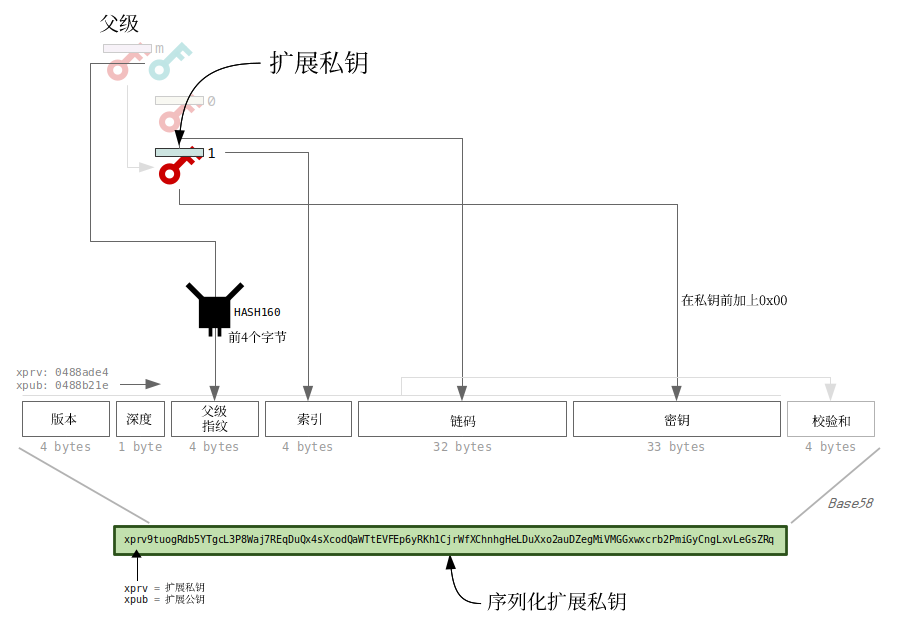 父级
m
扩展私钥
0
1
在私钥前加上0x00
HASH160
前4个字节
xprv: 0488ade4
xpub: 0488b21e
版本
深度
父级
指纹
索引
链码
密钥
校验和
4 bytes
1 byte
4 bytes
4 bytes
32 bytes
33 bytes
4 bytes
Base58
xprv9tuogRdb5YTgcL3P8Waj7REqDuQx4sXcodQaWTtEVFEp6yRKh1CjrWfXChnhgHeLDuXxo2auDZegMiVMGGxwxcrb2PmiGyCngLxvLeGsZRq
xprv = 扩展私钥
xpub = 扩展公钥
序列化扩展私钥